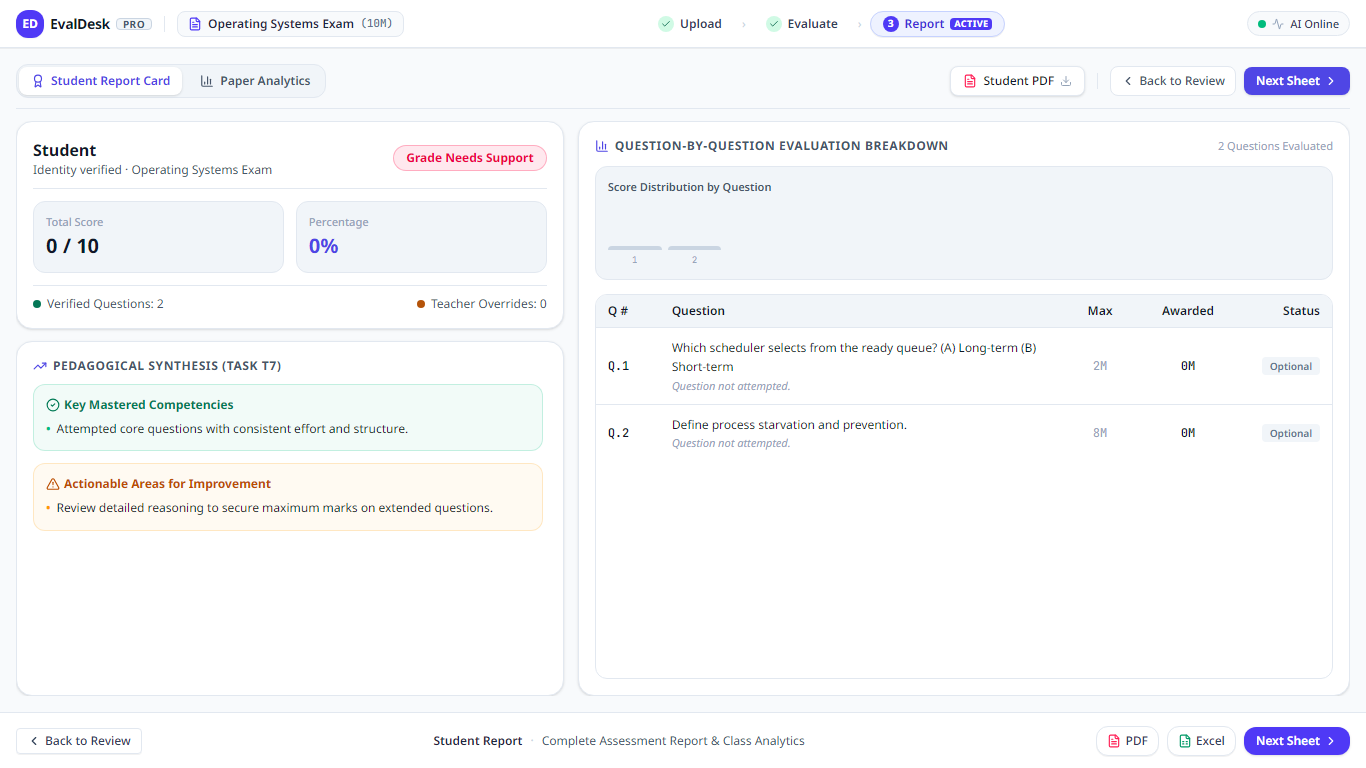 ED EvalDesk PRO Operating Systems Exam (10M) Upload › Evaluate › 3 Report ACTIVE AI Online
Student Report Card Paper Analytics Student PDF Back to Review Next Sheet
Student
Identity verified · Operating Systems Exam
Grade Needs Support
Total Score
0 / 10
Percentage
0%
Verified Questions: 2 Teacher Overrides: 0
PEDAGOGICAL SYNTHESIS (TASK T7)
Key Mastered Competencies
• Attempted core questions with consistent effort and structure.
Actionable Areas for Improvement
• Review detailed reasoning to secure maximum marks on extended questions.
QUESTION-BY-QUESTION EVALUATION BREAKDOWN 2 Questions Evaluated
Score Distribution by Question
1 2
Q # Question Max Awarded Status
Q.1 Which scheduler selects from the ready queue? (A) Long-term (B)
Short-term
Question not attempted.
2M 0M Optional
Q.2 Define process starvation and prevention.
Question not attempted.
8M 0M Optional
Back to Review Student Report · Complete Assessment Report & Class Analytics PDF Excel Next Sheet